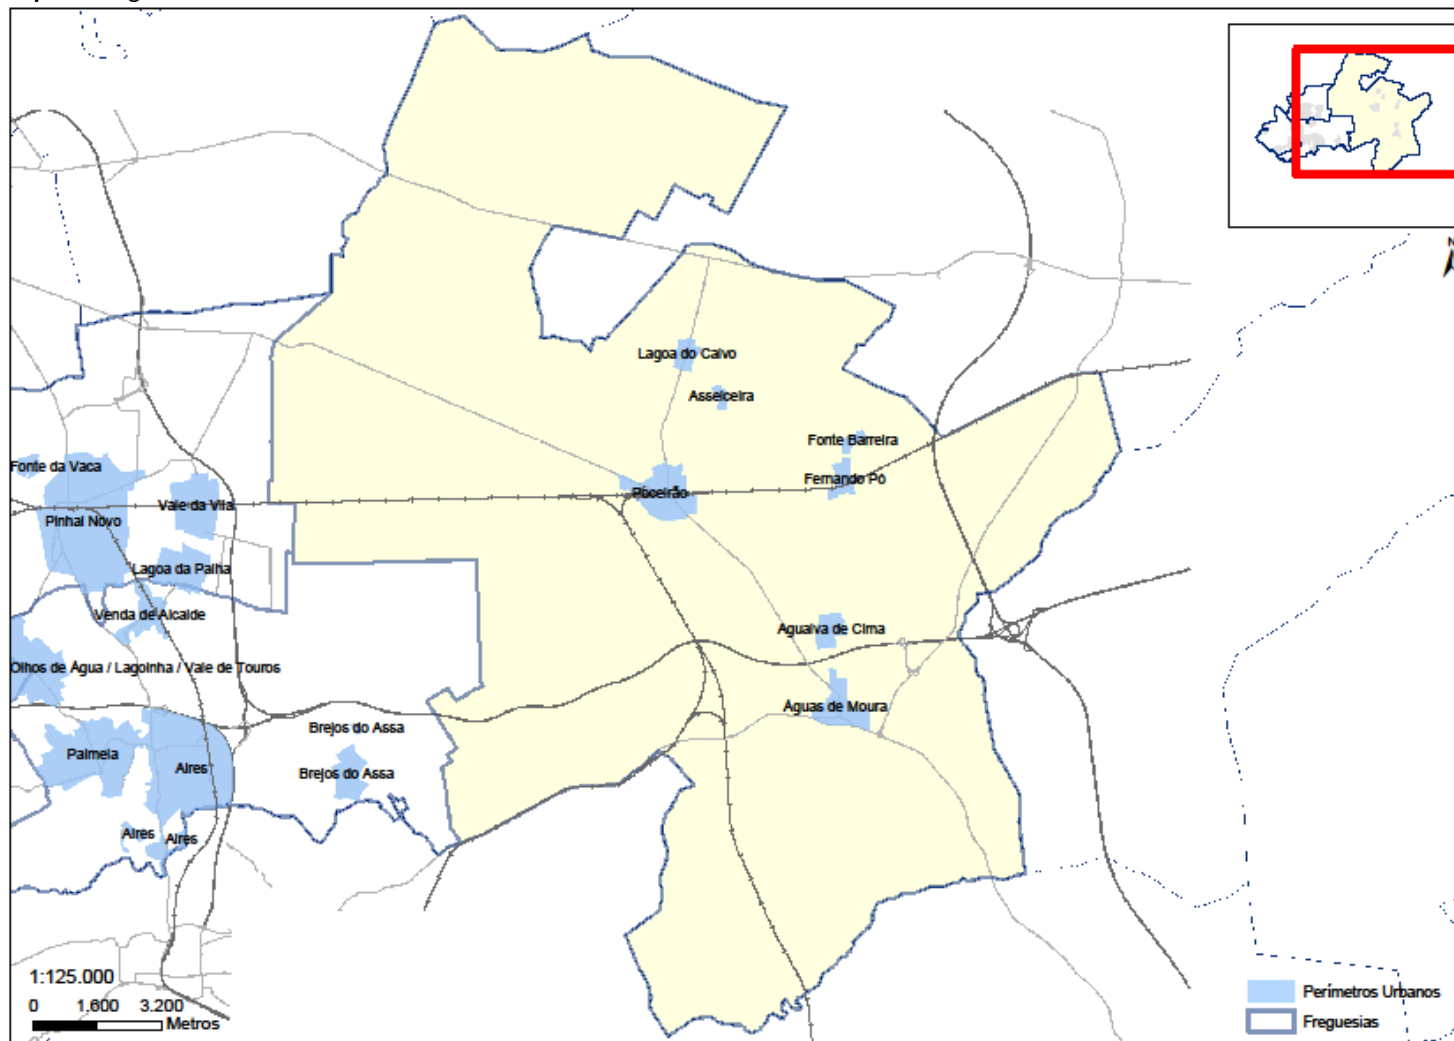 N
Lagoa do Calvo
Asseiceira
Fonte Barreira
Fernando Pó
Fonte da Vaca
Vale da Vila
Poceirão
Pinhal Novo
Lagoa da Palha
Venda de Alcaide
Agualva de Cima
Olhos de Água / Lagoinha / Vale de Touros
Águas de Moura
Brejos do Assa
Palmela
Aires
Brejos do Assa
Aires
Aires
1:125.000
0 1.600 3.200
Metros
Perímetros Urbanos
Freguesias